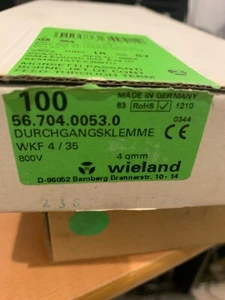 MADE IN GERMANY
100
63 RoHS ✓ 1210
56.704.0053.0
0344
DURCHGANGSKLEMME
CE
WKF 4 / 35
800V
4 qmm
wieland
D-96052 Bamberg Brennerstr. 10 - 14